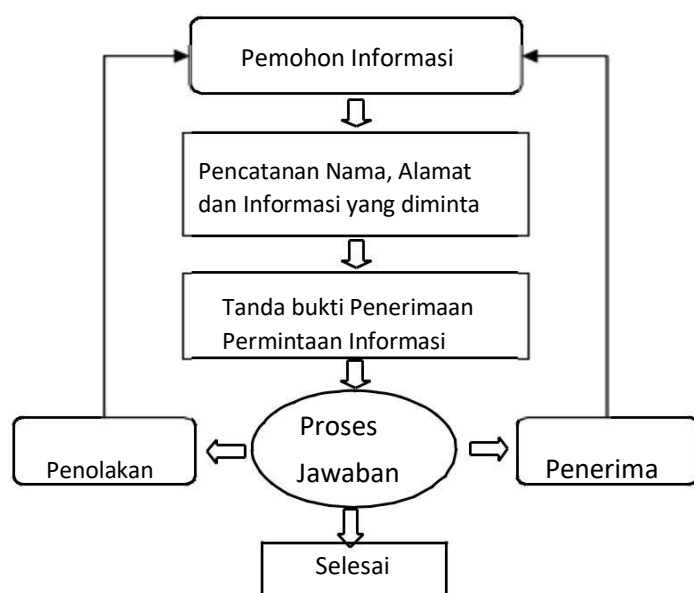 Pemohon Informasi
Pencatanan Nama, Alamat
dan Informasi yang diminta
Tanda bukti Penerimaan
Permintaan Informasi
Proses
Jawaban
Penolakan
Penerima
Selesai